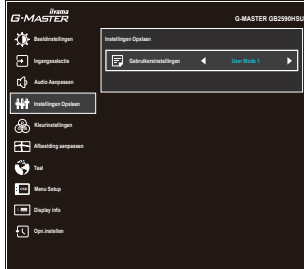 iiyama
G-MASTER
G-MASTER GB2590HSU
Beeldinstellingen
Instellingen Opslaan
Ingangsselectie
Gebruikersinstellingen
User Mode 1
Audio Aanpassen
Instellingen Opslaan
Kleurinstellingen
Afbeelding aanpassen
Taal
OSD
Menu Setup
Display info
Opn.instellen